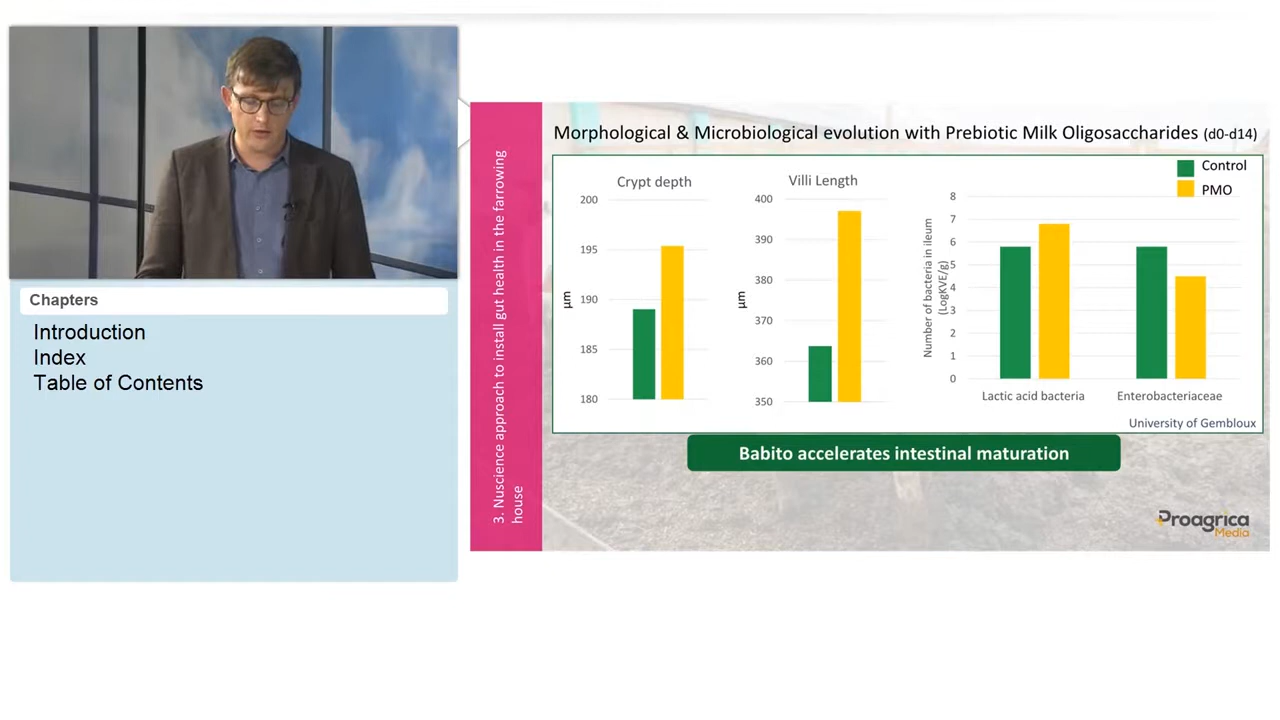 Chapters
Introduction
Index
Table of Contents
3. Nuscience approach to install gut health in the farrowing
house
Morphological & Microbiological evolution with Prebiotic Milk Oligosaccharides (d0-d14)
Control
PMO
Crypt depth
200
195
190
185
180
µm
Villi Length
400
390
380
370
360
350
µm
8
7
6
5
4
3
2
1
0
Number of bacteria in ileum
(LogKVE/g)
Lactic acid bacteria
Enterobacteriaceae
University of Gembloux
Babito accelerates intestinal maturation
Proagrica
Media